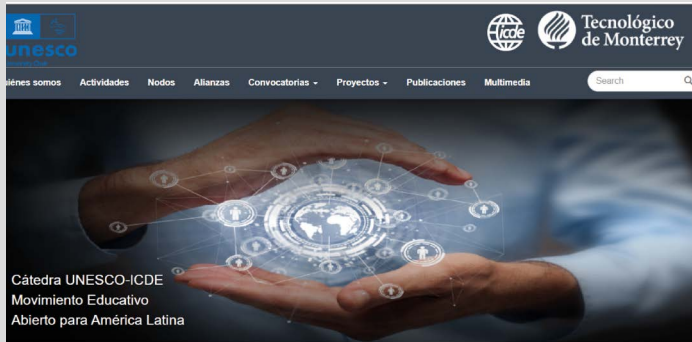 unesco
icde
Tecnológico
de Monterrey
iénes somos Actividades Nodos Alianzas Convocatorias Proyectos Publicaciones Multimedia Search
Cátedra UNESCO-ICDE
Movimiento Educativo
Abierto para América Latina